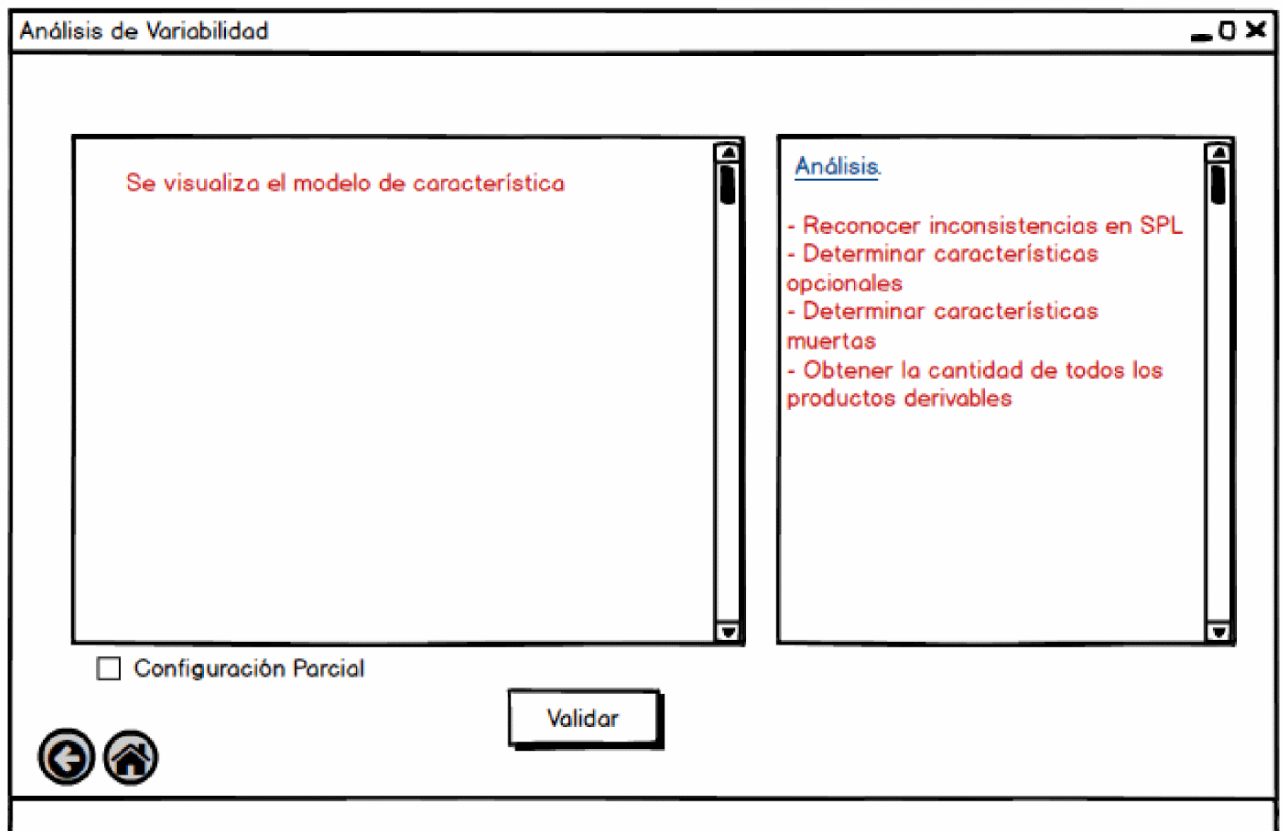 Análisis de Variabilidad
Se visualiza el modelo de característica
Análisis.
- Reconocer inconsistencias en SPL
- Determinar características
opcionales
- Determinar características
muertas
- Obtener la cantidad de todos los
productos derivables
Configuración Parcial
Validar